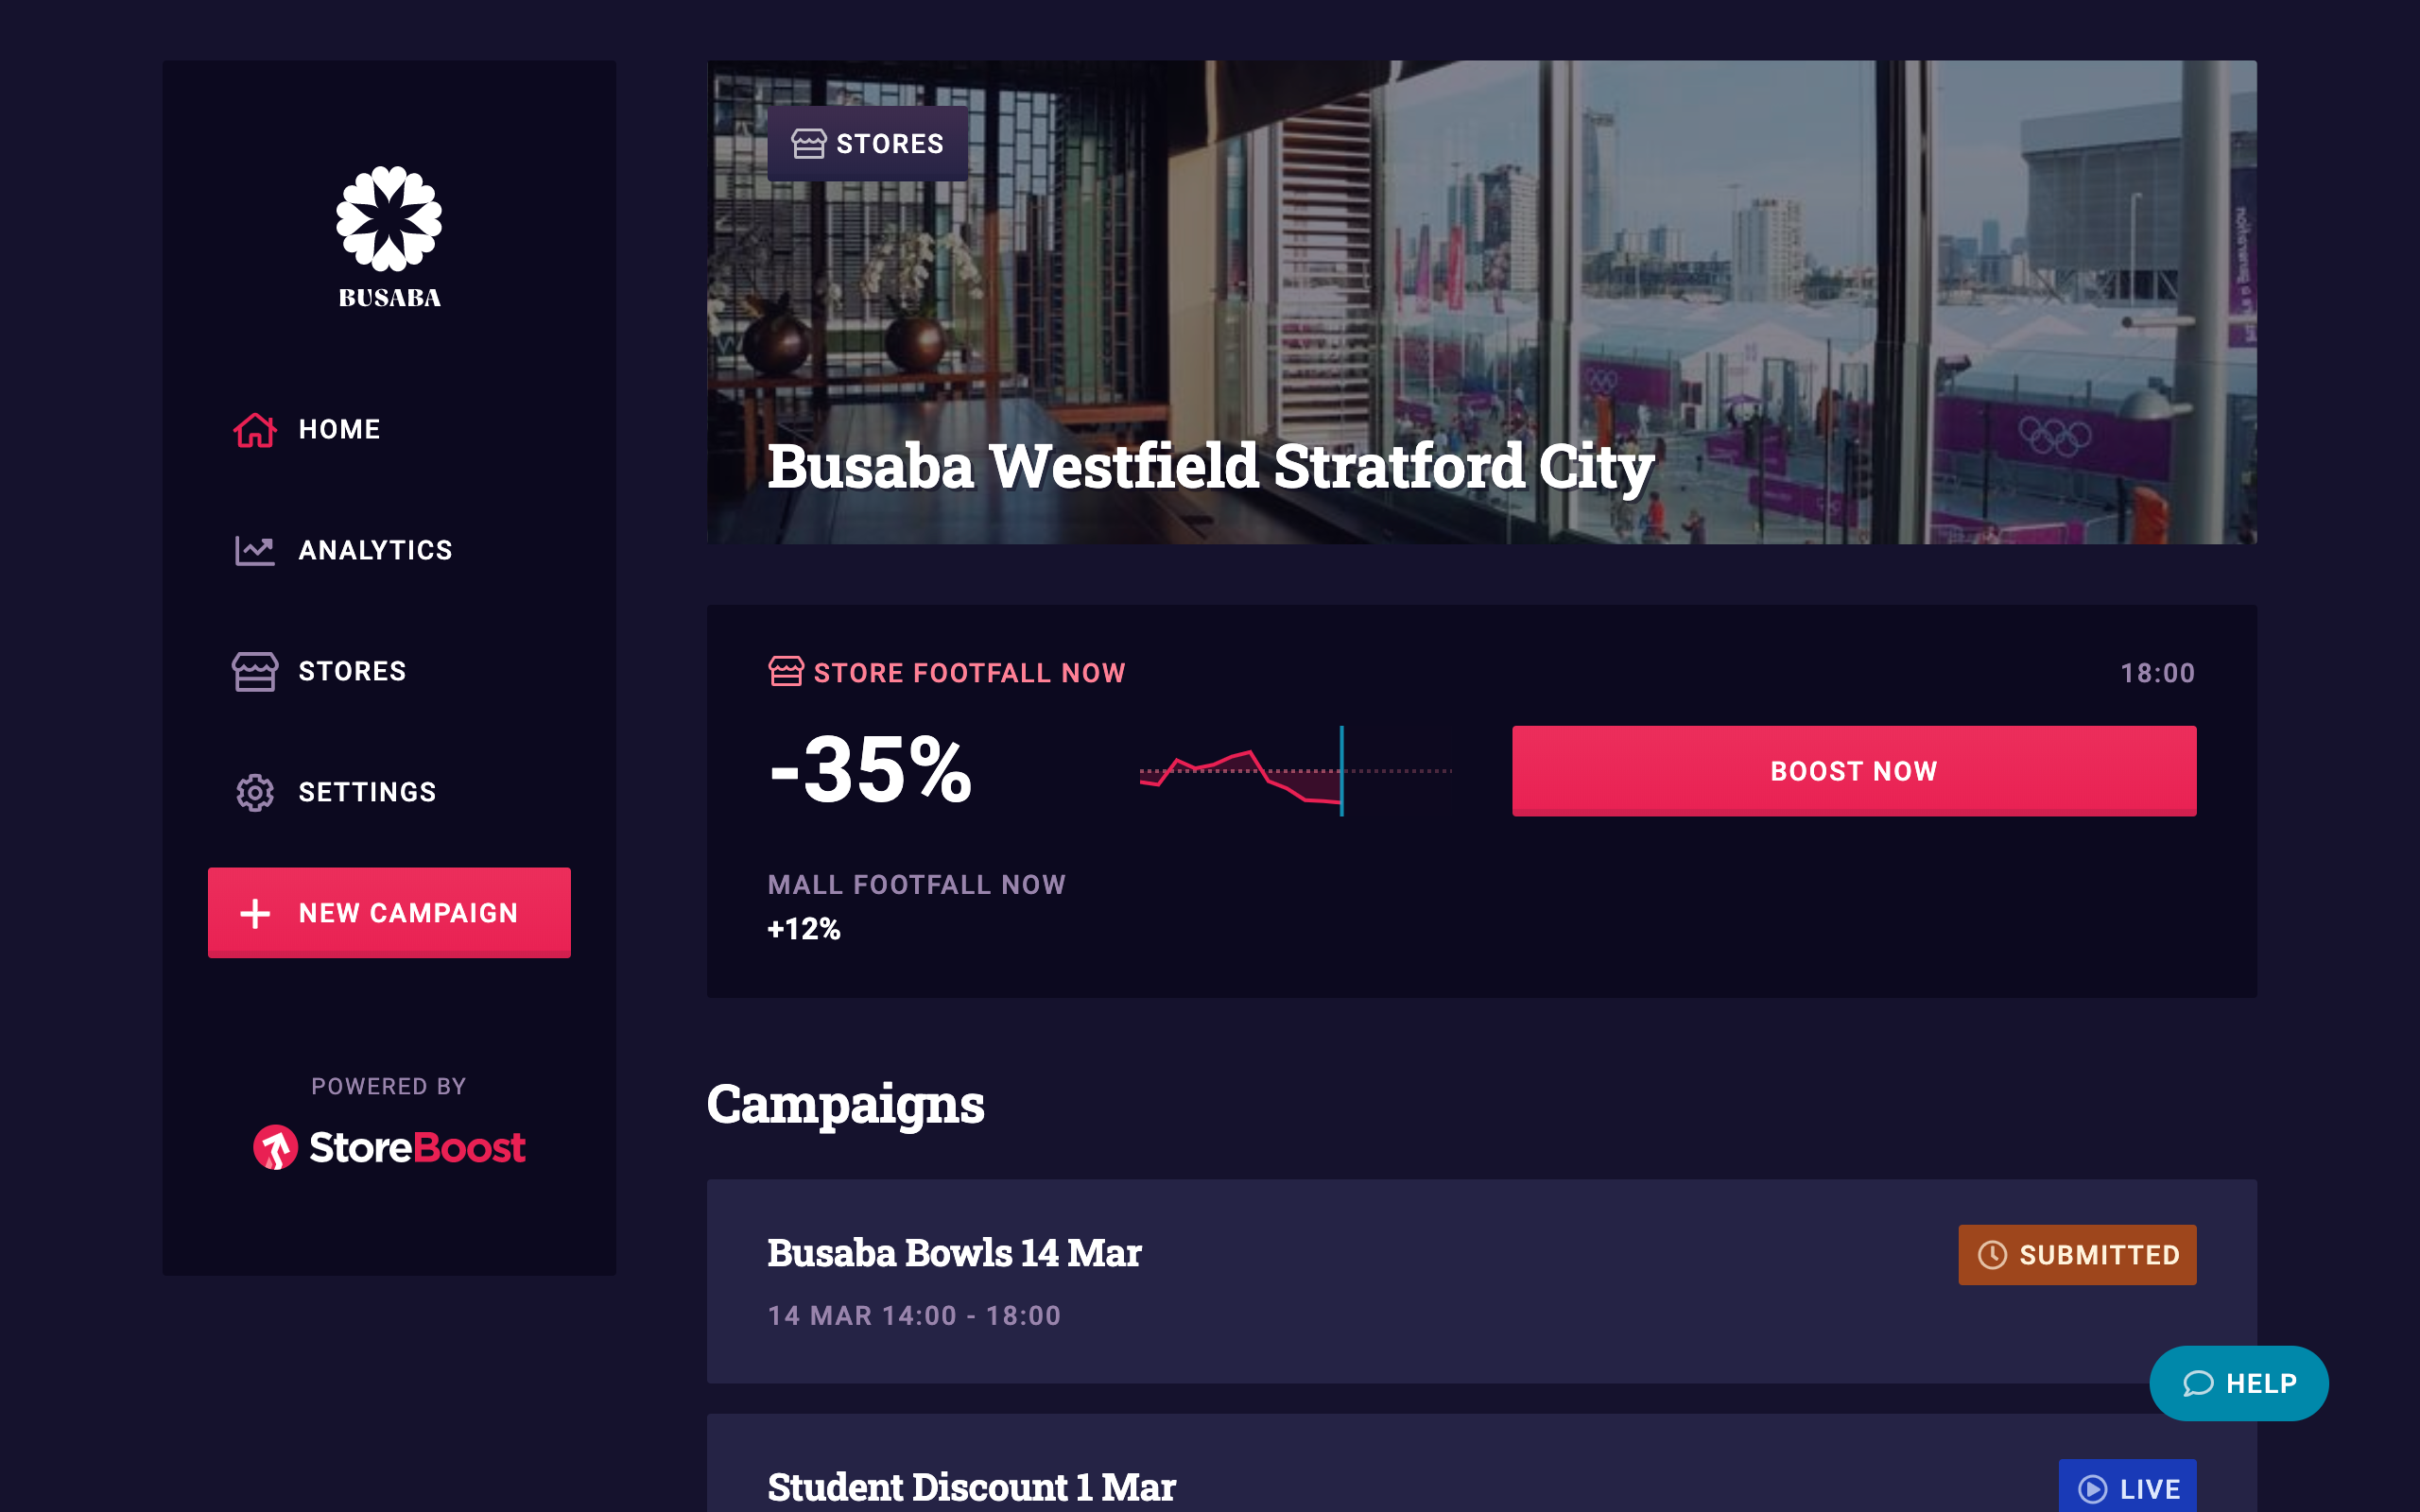 BUSABA
HOME
ANALYTICS
STORES
SETTINGS
NEW CAMPAIGN
POWERED BY
StoreBoost
STORES
Busaba Westfield Stratford City
STORE FOOTFALL NOW
18:00
-35%
BOOST NOW
MALL FOOTFALL NOW
+12%
Campaigns
Busaba Bowls 14 Mar
SUBMITTED
14 MAR 14:00 - 18:00
HELP
Student Discount 1 Mar
LIVE